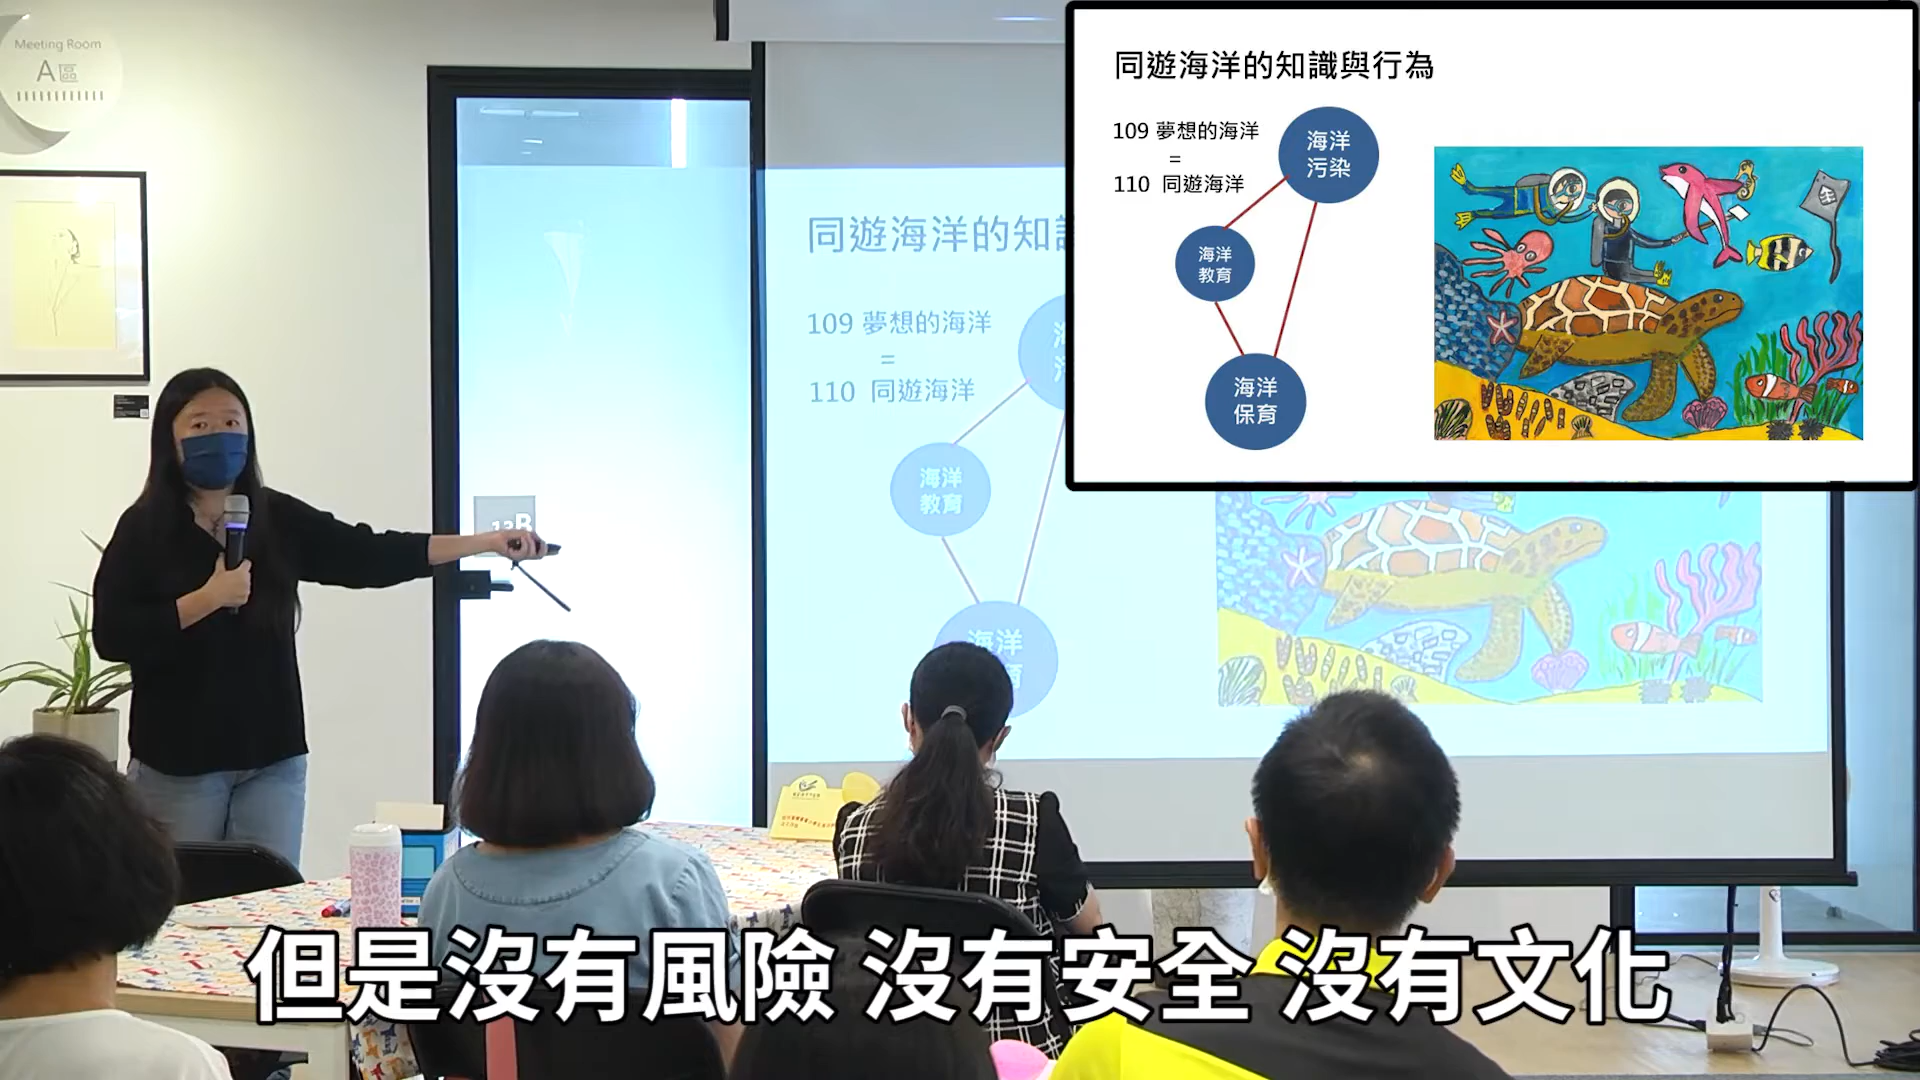 Meeting Room
A區
同遊海洋的知識與行為
109 夢想的海洋
=
110 同遊海洋
海洋
污染
海洋
教育
海洋
保育
同遊海洋的知
109 夢想的海洋
=
110 同遊海洋
海洋
教育
海洋
13B
但是沒有風險 沒有安全 沒有文化